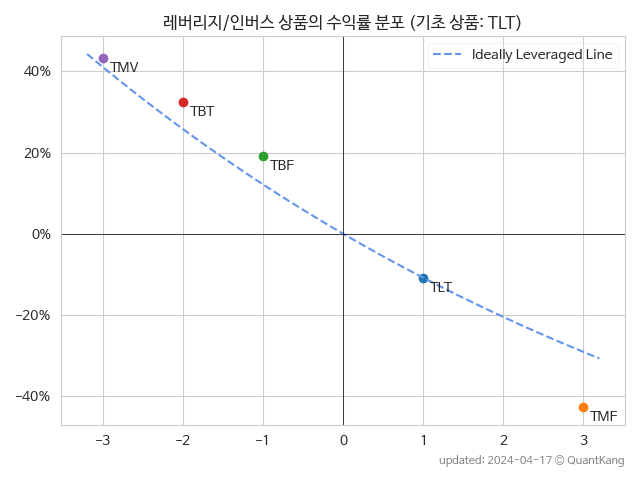 레버리지/인버스 상품의 수익률 분포 (기초 상품: TLT)
Ideally Leveraged Line
40%
20%
0%
-20%
-40%
TMV
TBT
TBF
TLT
TMF
-3 -2 -1 0 1 2 3
updated: 2024-04-17 © QuantKang